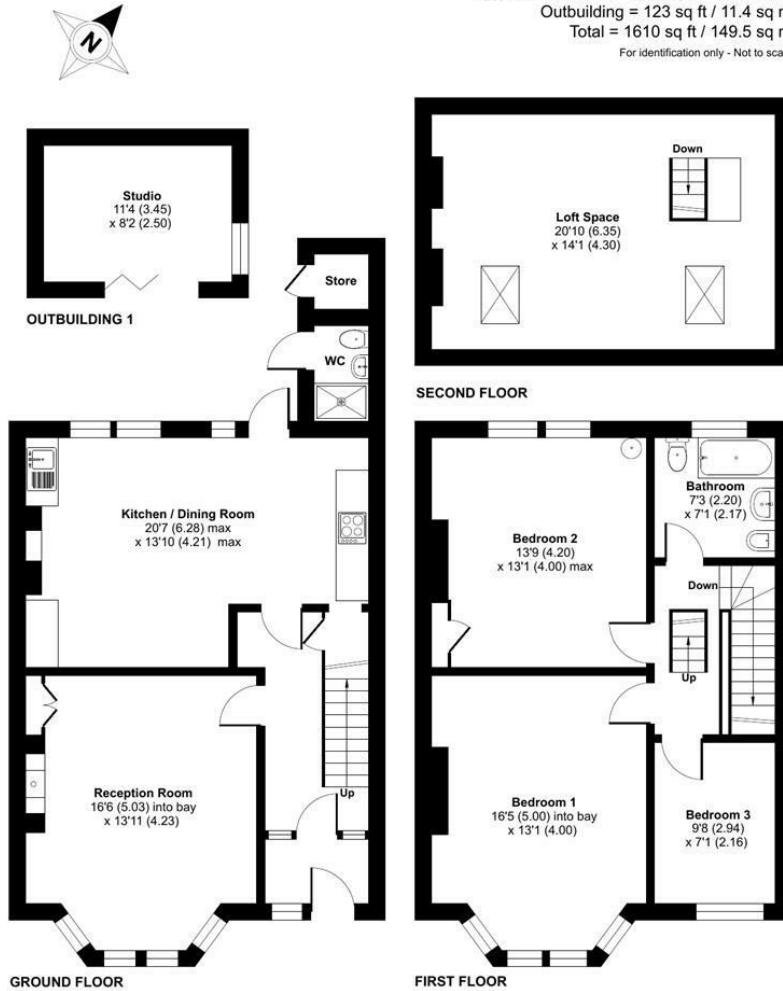 Outbuilding = 123 sq ft / 11.4 sq
Total = 1610 sq ft / 149.5 sq
For identification only - Not to
N
Studio
11'4 (3.45)
x 8'2 (2.50)
OUTBUILDING 1
Store
WC
Down
Loft Space
20'10 (6.35)
x 14'1 (4.30)
SECOND FLOOR
Kitchen / Dining Room
20'7 (6.28) max
x 13'10 (4.21) max
Reception Room
16'6 (5.03) into bay
x 13'11 (4.23)
Up
GROUND FLOOR
Bedroom 2
13'9 (4.20)
x 13'1 (4.00) max
Bathroom
7'3 (2.20)
x 7'1 (2.17)
Down
Up
Bedroom 1
16'5 (5.00) into bay
x 13'1 (4.00)
Bedroom 3
9'8 (2.94)
x 7'1 (2.16)
FIRST FLOOR